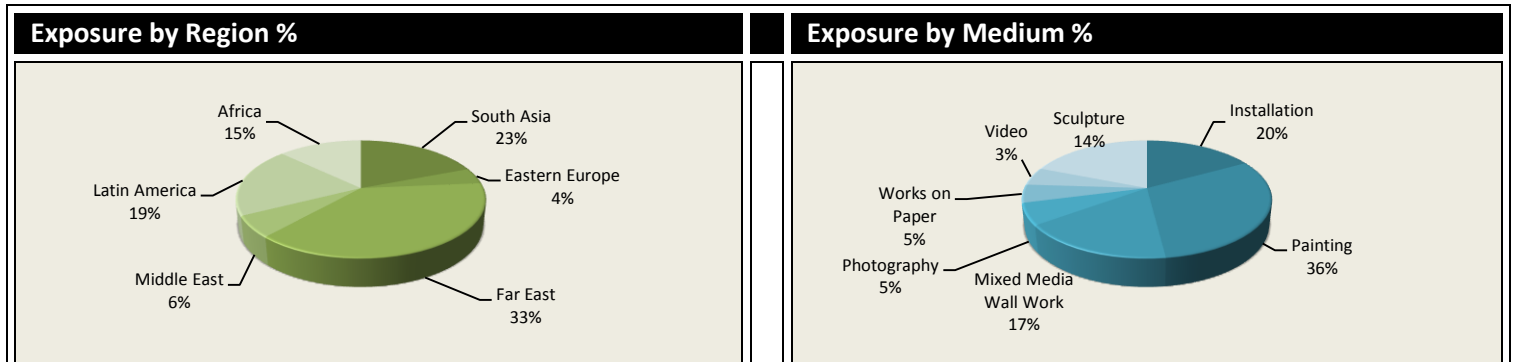 Exposure by Region %
Africa
15%
South Asia
23%
Eastern Europe
4%
Latin America
19%
Middle East
6%
Far East
33%
Exposure by Medium %
Sculpture
14%
Installation
20%
Video
3%
Works on
Paper
5%
Painting
36%
Photography
5%
Mixed Media
Wall Work
17%